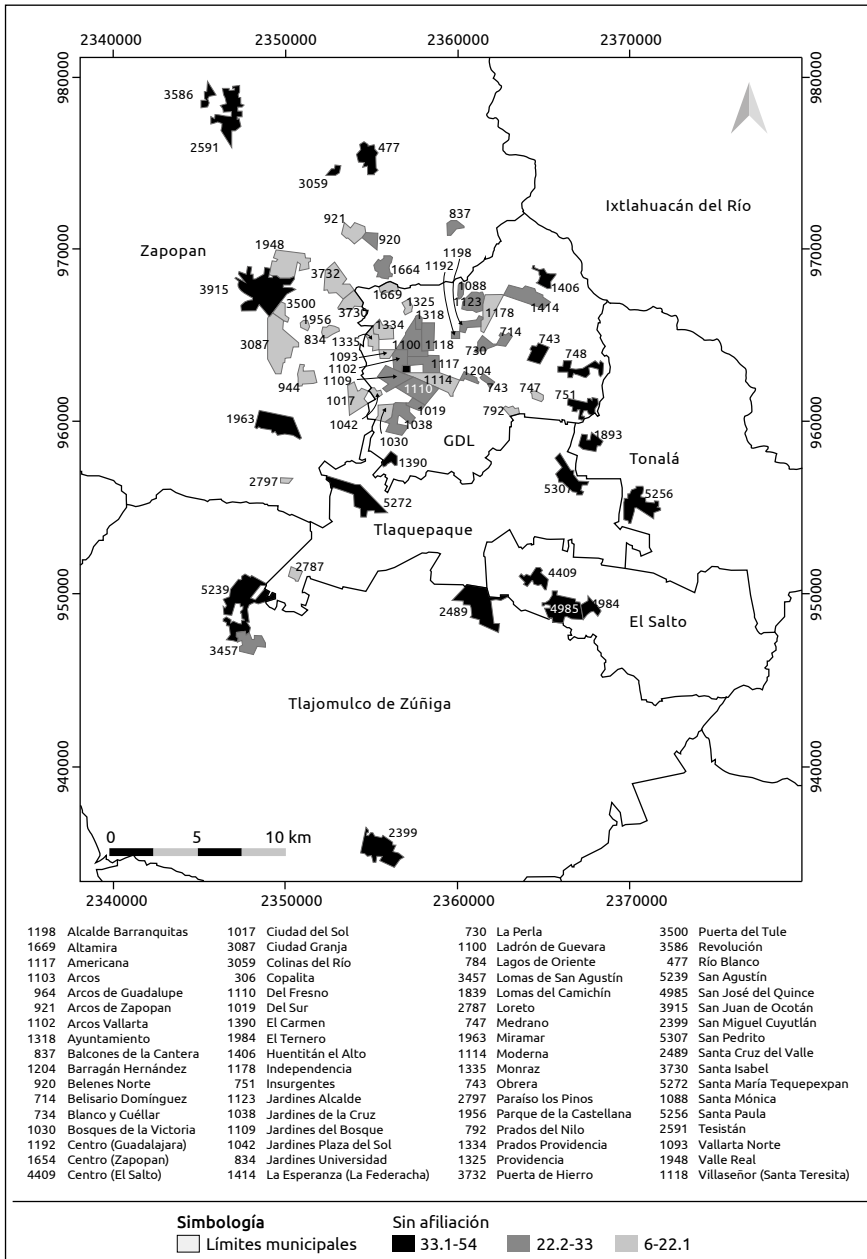 2340000 2350000 2360000 2370000
980000 980000
3586
2591
477
3059
Ixtlahuacán del Río
837
921
920
1198
Zapopan
1948
1192
970000 970000
3732
1664
1088
1406
3915
1669
1123
1414
3500
3730
1325
1318
1178
1956
1334
714
834
1335
743
3087
1093
1100
1118
730
748
1102
1117
1204
944
1109
1114
743
747
751
1110
1017
1019
792
1963
1042
1038
960000 960000
1030
GDL
1893
1390
Tonalá
2797
5307
5256
5272
Tlaquepaque
2787
4409
5239
950000 950000
2489
4985
4984
El Salto
3457
Tlajomulco de Zúñiga
940000 940000
2399
0 5 10 km
2340000 2350000 2360000 2370000
1198 Alcalde Barranquitas
1669 Altamira
1117 Americana
1103 Arcos
964 Arcos de Guadalupe
921 Arcos de Zapopan
1102 Arcos Vallarta
1318 Ayuntamiento
837 Balcones de la Cantera
1204 Barragán Hernández
920 Belenes Norte
714 Belisario Domínguez
734 Blanco y Cuéllar
1030 Bosques de la Victoria
1192 Centro (Guadalajara)
1654 Centro (Zapopan)
4409 Centro (El Salto)
1017 Ciudad del Sol
3087 Ciudad Granja
3059 Colinas del Río
306 Copalita
1110 Del Fresno
1019 Del Sur
1390 El Carmen
1984 El Ternero
1406 Huentitán el Alto
1178 Independencia
751 Insurgentes
1123 Jardines Alcalde
1038 Jardines de la Cruz
1109 Jardines del Bosque
1042 Jardines Plaza del Sol
834 Jardines Universidad
1414 La Esperanza (La Federacha)
730 La Perla
1100 Ladrón de Guevara
784 Lagos de Oriente
3457 Lomas de San Agustín
1839 Lomas del Camichín
2787 Loreto
747 Medrano
1963 Miramar
1114 Moderna
1335 Monraz
743 Obrera
2797 Paraíso los Pinos
1956 Parque de la Castellana
792 Prados del Nilo
1334 Prados Providencia
1325 Providencia
3732 Puerta de Hierro
3500 Puerta del Tule
3586 Revolución
477 Río Blanco
5239 San Agustín
4985 San José del Quince
3915 San Juan de Ocotán
2399 San Miguel Cuyutlán
5307 San Pedrito
2489 Santa Cruz del Valle
3730 Santa Isabel
5272 Santa María Tequepexpan
1088 Santa Mónica
5256 Santa Paula
2591 Tesistán
1093 Vallarta Norte
1948 Valle Real
1118 Villaseñor (Santa Teresita)
Simbología
Límites municipales
Sin afiliación
33.1-54 22.2-33 6-22.1